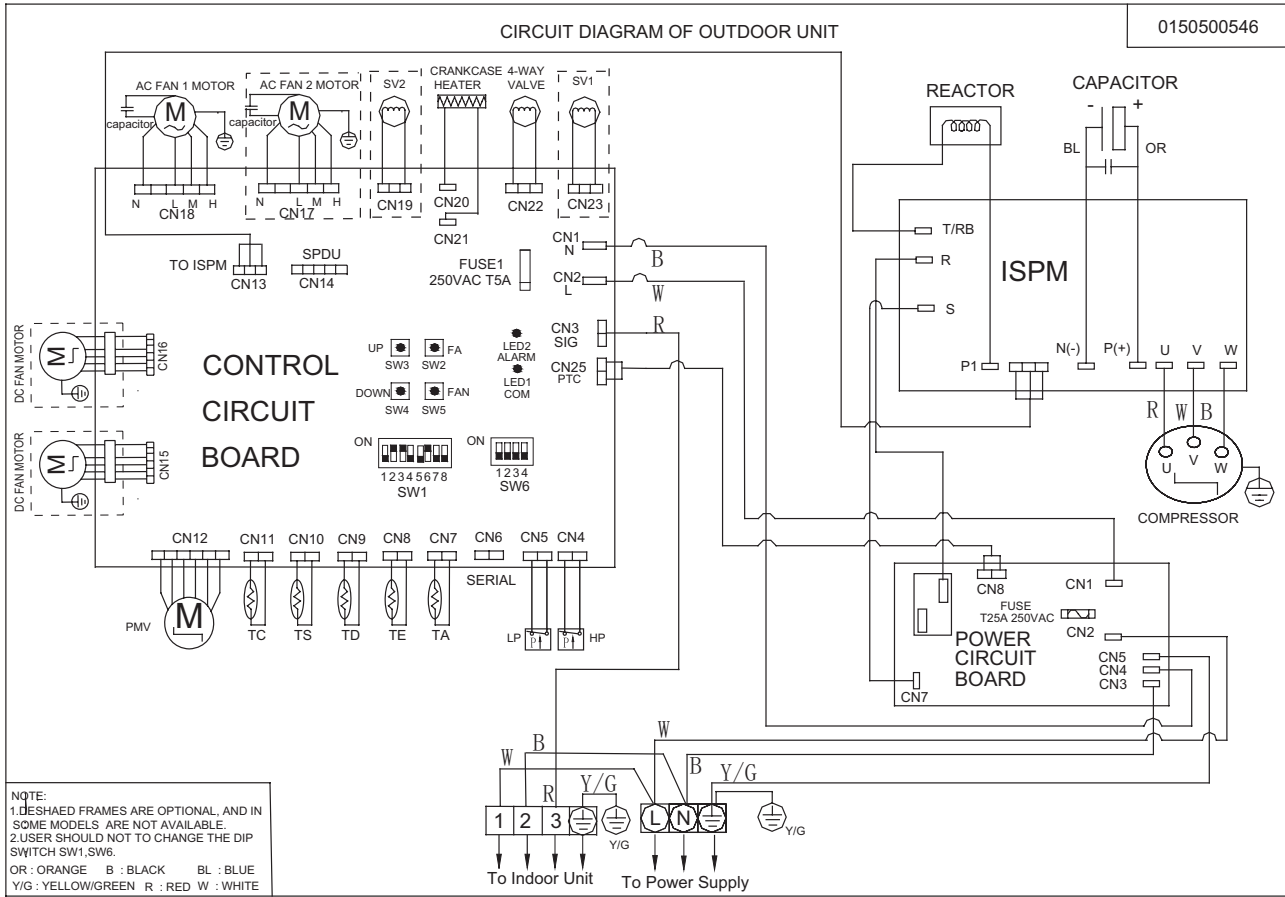 CIRCUIT DIAGRAM OF OUTDOOR UNIT
0150500546
AC FAN 1 MOTOR
M
capacitor
N L M H
CN18
AC FAN 2 MOTOR
M
capacitor
N L M H
CN17
SV2
CN19
CRANKCASE
HEATER
CN20
CN21
4-WAY
VALVE
CN22
SV1
CN23
REACTOR
CAPACITOR
- +
BL
OR
TO ISPM
CN13
SPDU
CN14
FUSE1
250VAC T5A
CN1
N
B
CN2
L
W
CN3
SIG
R
CN25
PTC
T/RB
R
S
ISPM
P1
N(-)
P(+)
U V W
R W B
U V W
COMPRESSOR
DC FAN MOTOR
M
CN16
DC FAN MOTOR
M
CN15
CONTROL
CIRCUIT
BOARD
UP
SW3
SW2
FA
DOWN
SW4
SW5
FAN
LED2
ALARM
LED1
COM
ON
12345678
SW1
ON
1234
SW6
CN12
CN11
CN10
CN9
CN8
CN7
CN6
CN5
CN4
SERIAL
PMV
M
TC
TS
TD
TE
TA
LP
P
P
HP
CN8
CN1
FUSE
T25A 250VAC
CN2
POWER
CIRCUIT
BOARD
CN5
CN4
CN3
CN7
W
B
R
Y/G
W
B
Y/G
1 2 3
Y/G
L N
Y/G
To Indoor Unit
To Power Supply
NOTE:
1.DESHAED FRAMES ARE OPTIONAL, AND IN
SOME MODELS ARE NOT AVAILABLE.
2.USER SHOULD NOT TO CHANGE THE DIP
SWITCH SW1,SW6.
OR : ORANGE B : BLACK BL : BLUE
Y/G : YELLOW/GREEN R : RED W : WHITE